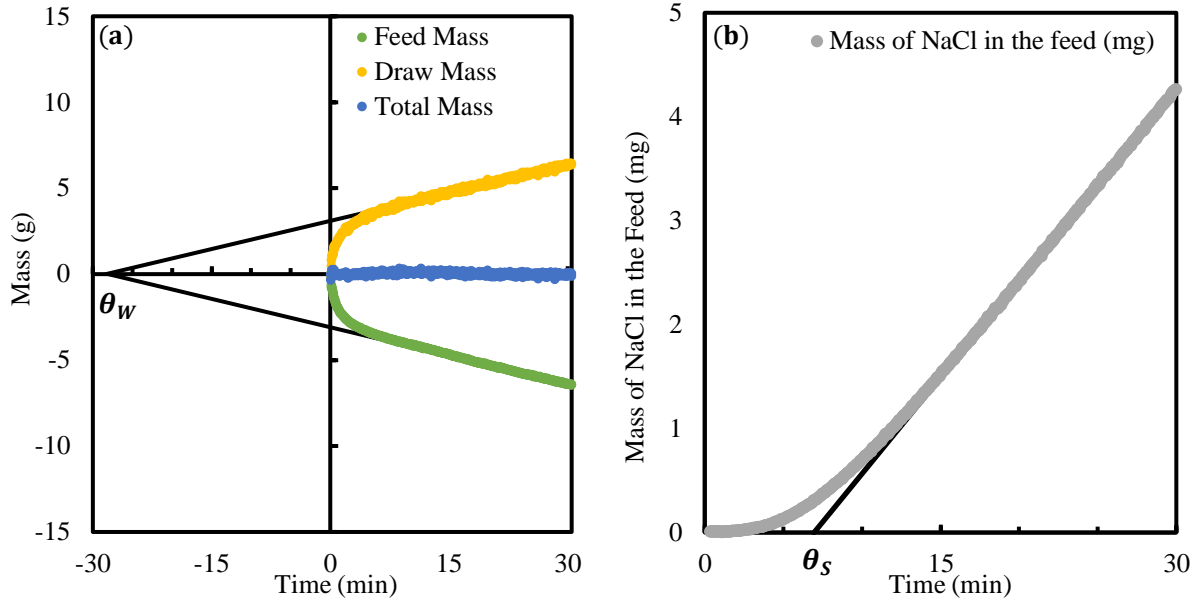 (a)
Feed Mass
Draw Mass
Total Mass
15
10
5
0
-5
-10
-15
Mass (g)
θ_W
-30
-15
0
15
30
Time (min)
(b)
Mass of NaCl in the feed (mg)
5
4
3
2
1
0
Mass of NaCl in the Feed (mg)
0
θ_S
15
30
Time (min)